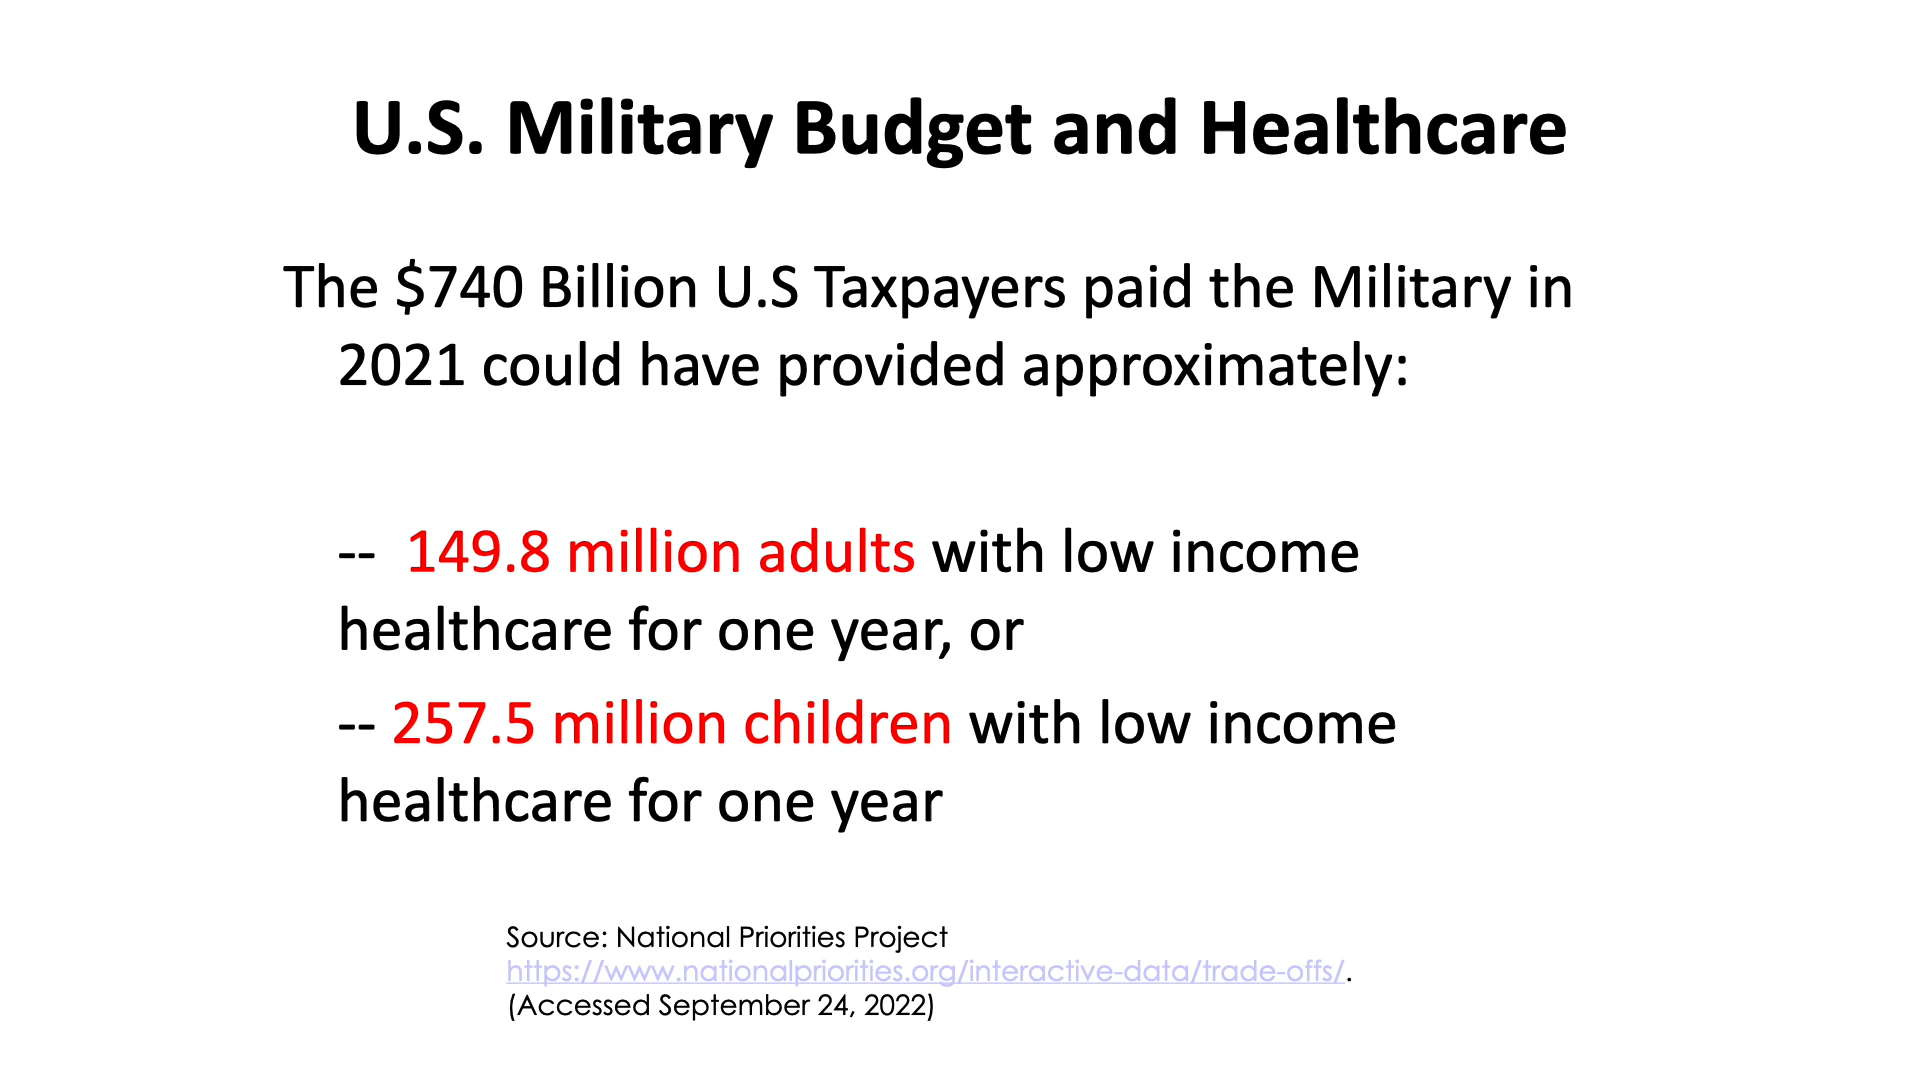 U.S. Military Budget and Healthcare
The $740 Billion U.S Taxpayers paid the Military in
2021 could have provided approximately:
-- 149.8 million adults with low income
healthcare for one year, or
-- 257.5 million children with low income
healthcare for one year
Source: National Priorities Project
https://www.nationalpriorities.org/interactive-data/trade-offs/.
(Accessed September 24, 2022)